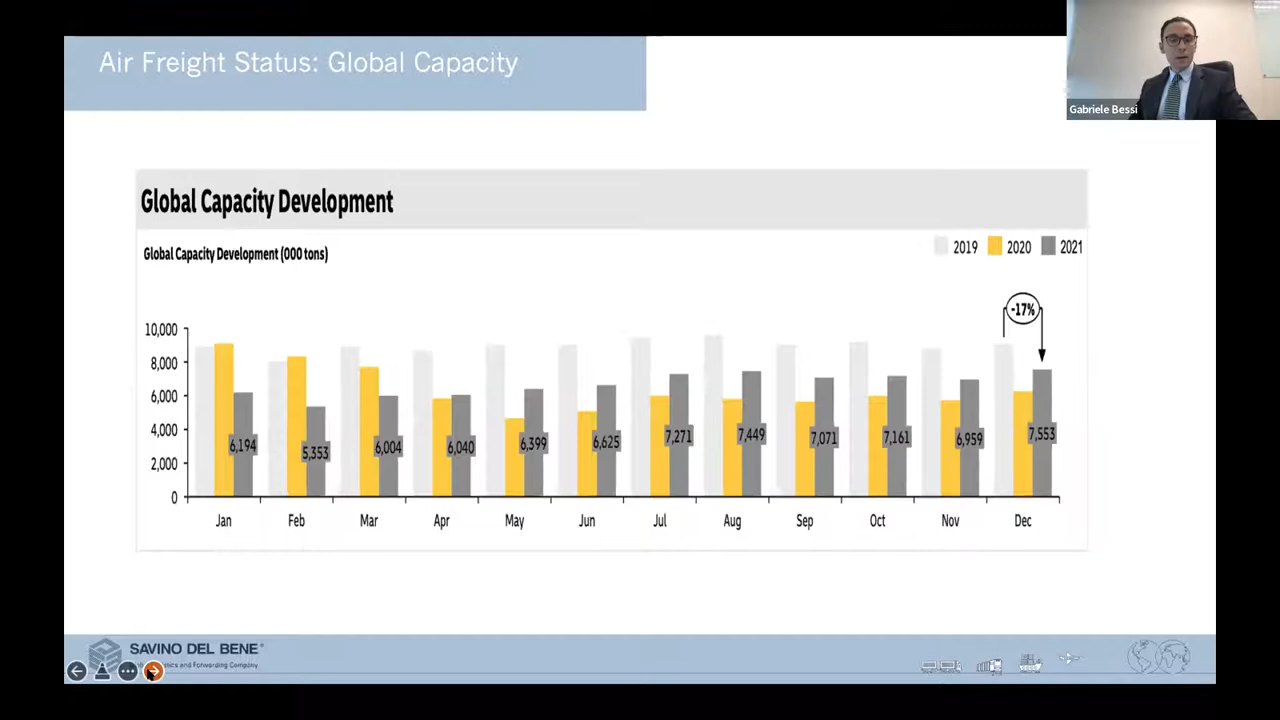 Air Freight Status: Global Capacity
Gabriele Bessi
Global Capacity Development
Global Capacity Development (000 tons)
2019 2020 2021
-17%
10,000
8,000
6,000
4,000
2,000
0
6,194 5,353 6,004 6,040 6,399 6,625 7,271 7,449 7,071 7,161 6,959 7,553
Jan Feb Mar Apr May Jun Jul Aug Sep Oct Nov Dec
SAVINO DEL BENE®
and Forwarding Company